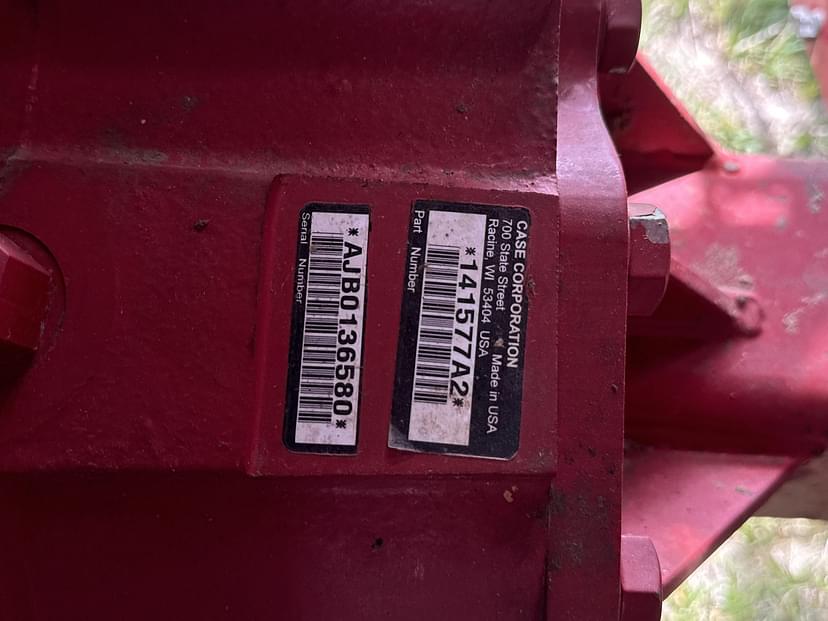 CASE CORPORATION
700 State Street
Racine, WI 53404 USA
Made in USA
*141577A2*
Part Number
*AJB0136580*
Serial Number